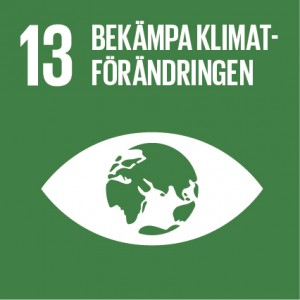 13 BEKÄMPA KLIMAT-
FÖRÄNDRINGEN